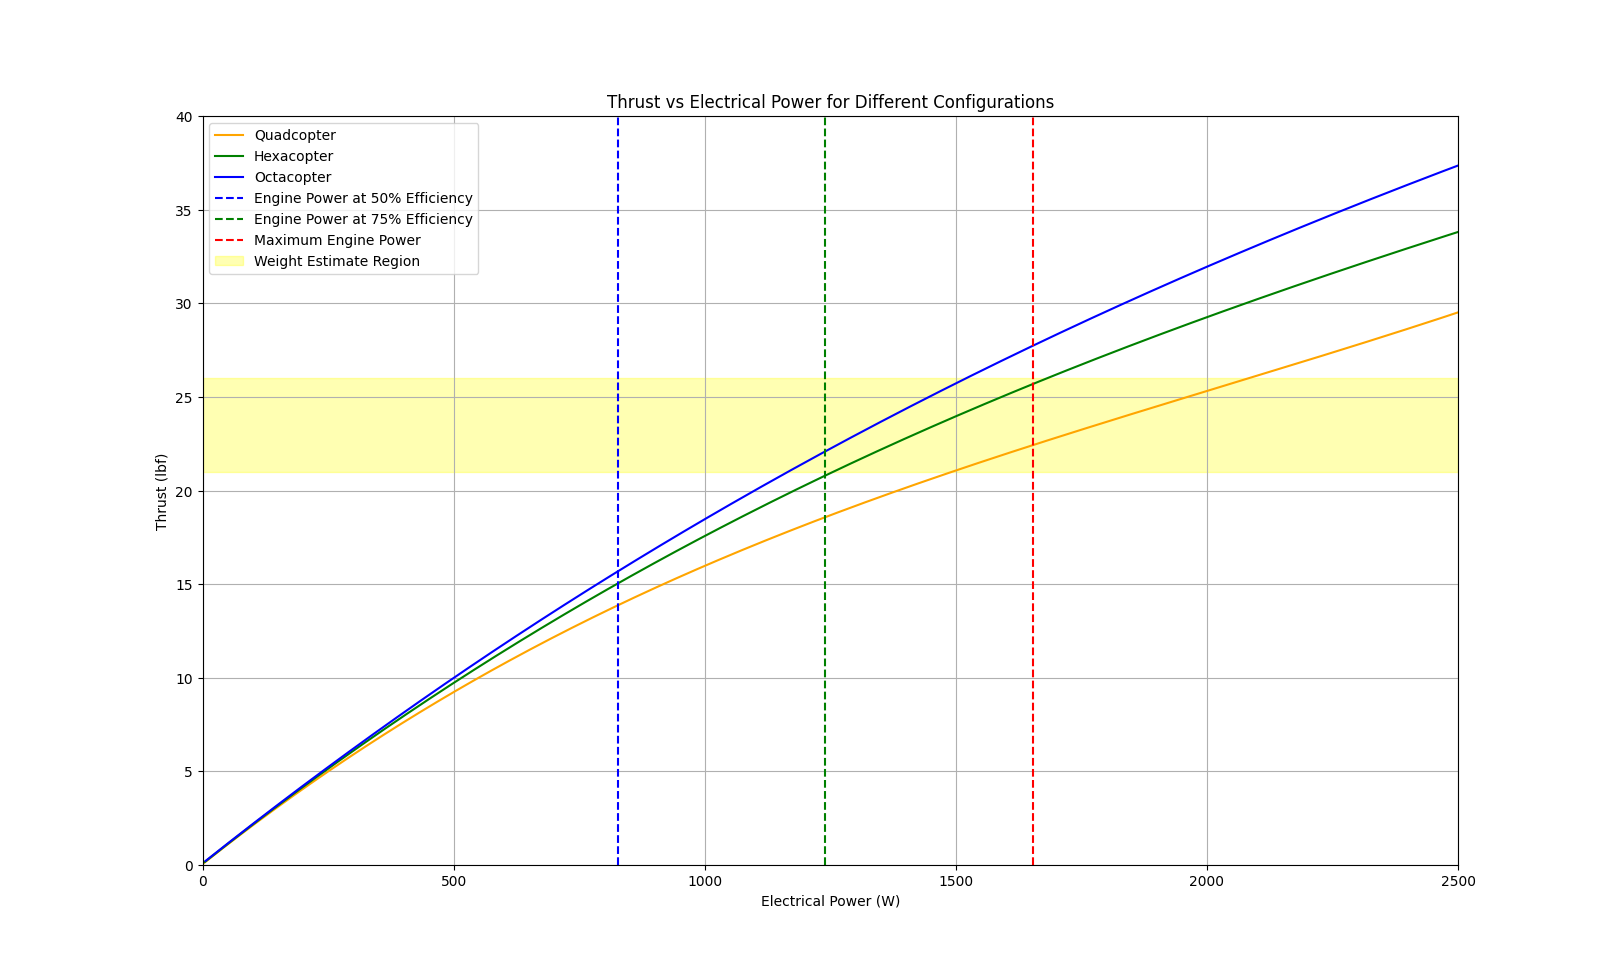 Thrust vs Electrical Power for Different Configurations
40
35
30
25
20
15
10
5
0
Thrust (lbf)
Quadcopter
Hexacopter
Octacopter
Engine Power at 50% Efficiency
Engine Power at 75% Efficiency
Maximum Engine Power
Weight Estimate Region
0 500 1000 1500 2000 2500
Electrical Power (W)